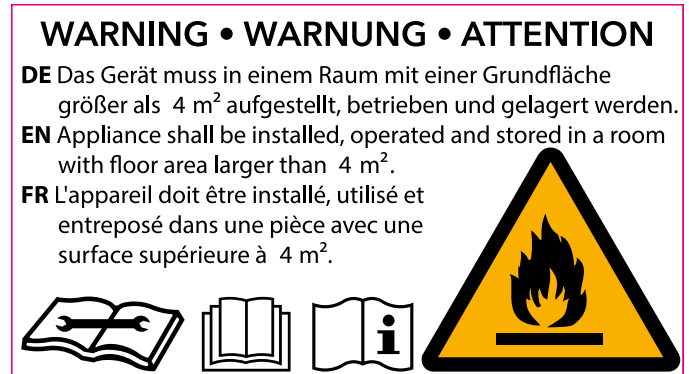 WARNING • WARNUNG • ATTENTION
DE Das Gerät muss in einem Raum mit einer Grundfläche
größer als 4 m² aufgestellt, betrieben und gelagert werden.
EN Appliance shall be installed, operated and stored in a room
with floor area larger than 4 m².
FR L'appareil doit être installé, utilisé et
entreposé dans une pièce avec une
surface supérieure à 4 m².
i